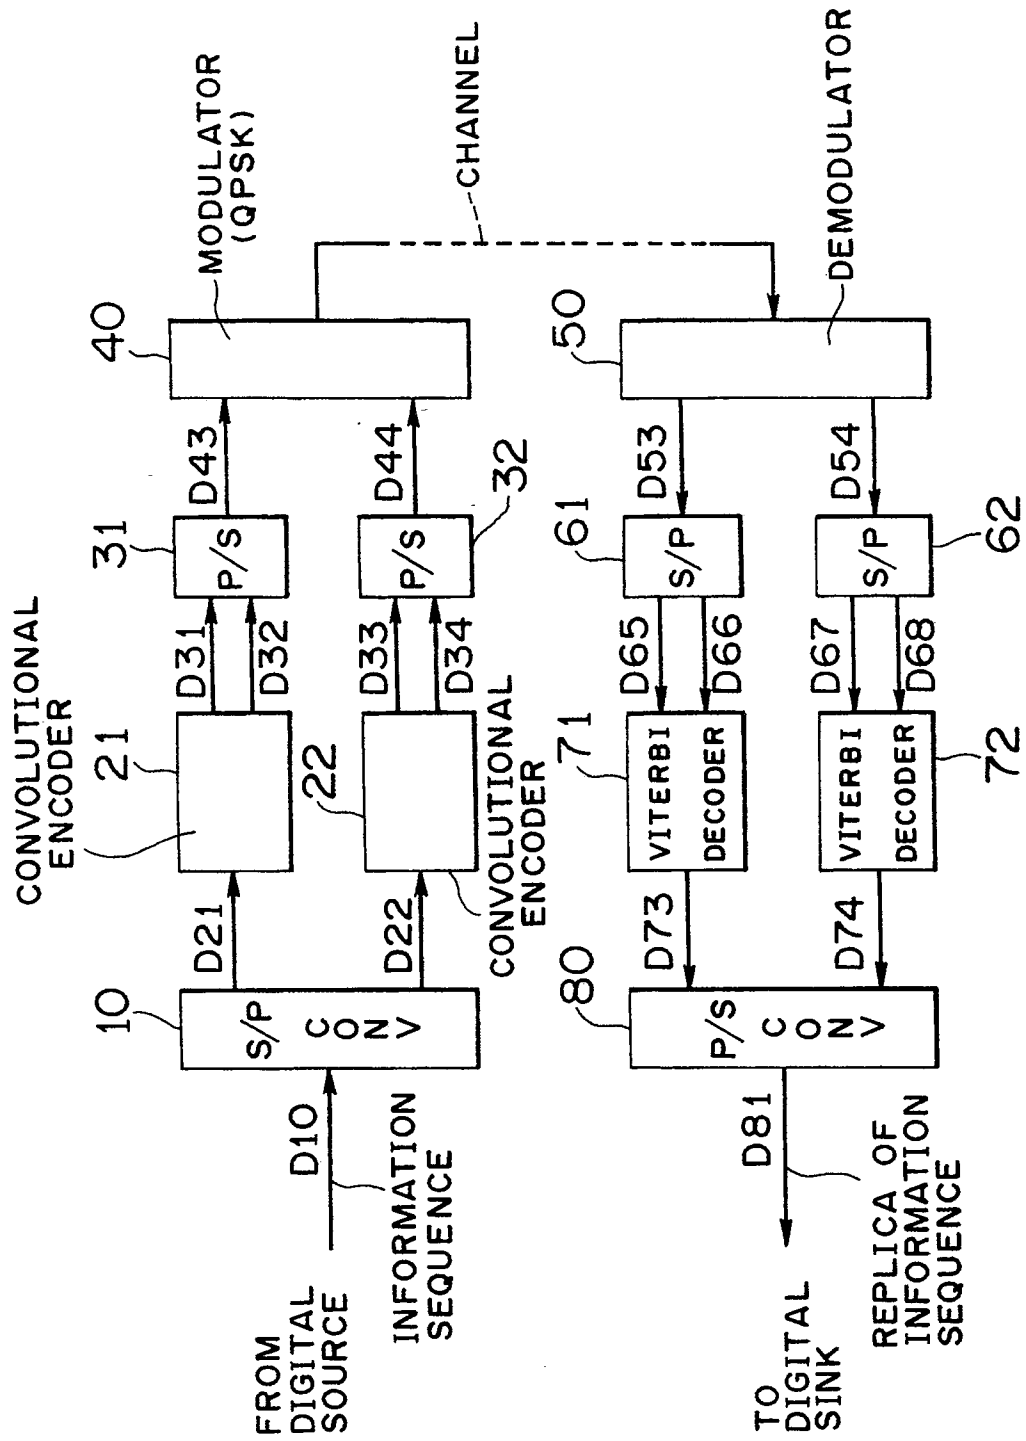 FROM
DIGITAL
SOURCE
D10
INFORMATION
SEQUENCE
10
S/P
CONV
D21
D22
CONVOLUTIONAL
ENCODER
21
22
CONVOLUTIONAL
ENCODER
D31
D32
D33
D34
31
P/S
P/S
32
D43
D44
40
MODULATOR
(QPSK)
CHANNEL
50
DEMODULATOR
D53
D54
61
S/P
S/P
62
D65
D66
D67
D68
71
VITERBI
DECODER
VITERBI
DECODER
72
D73
D74
80
P/S
CONV
D81
REPLICA OF
INFORMATION
SEQUENCE
TO
DIGITAL
SINK